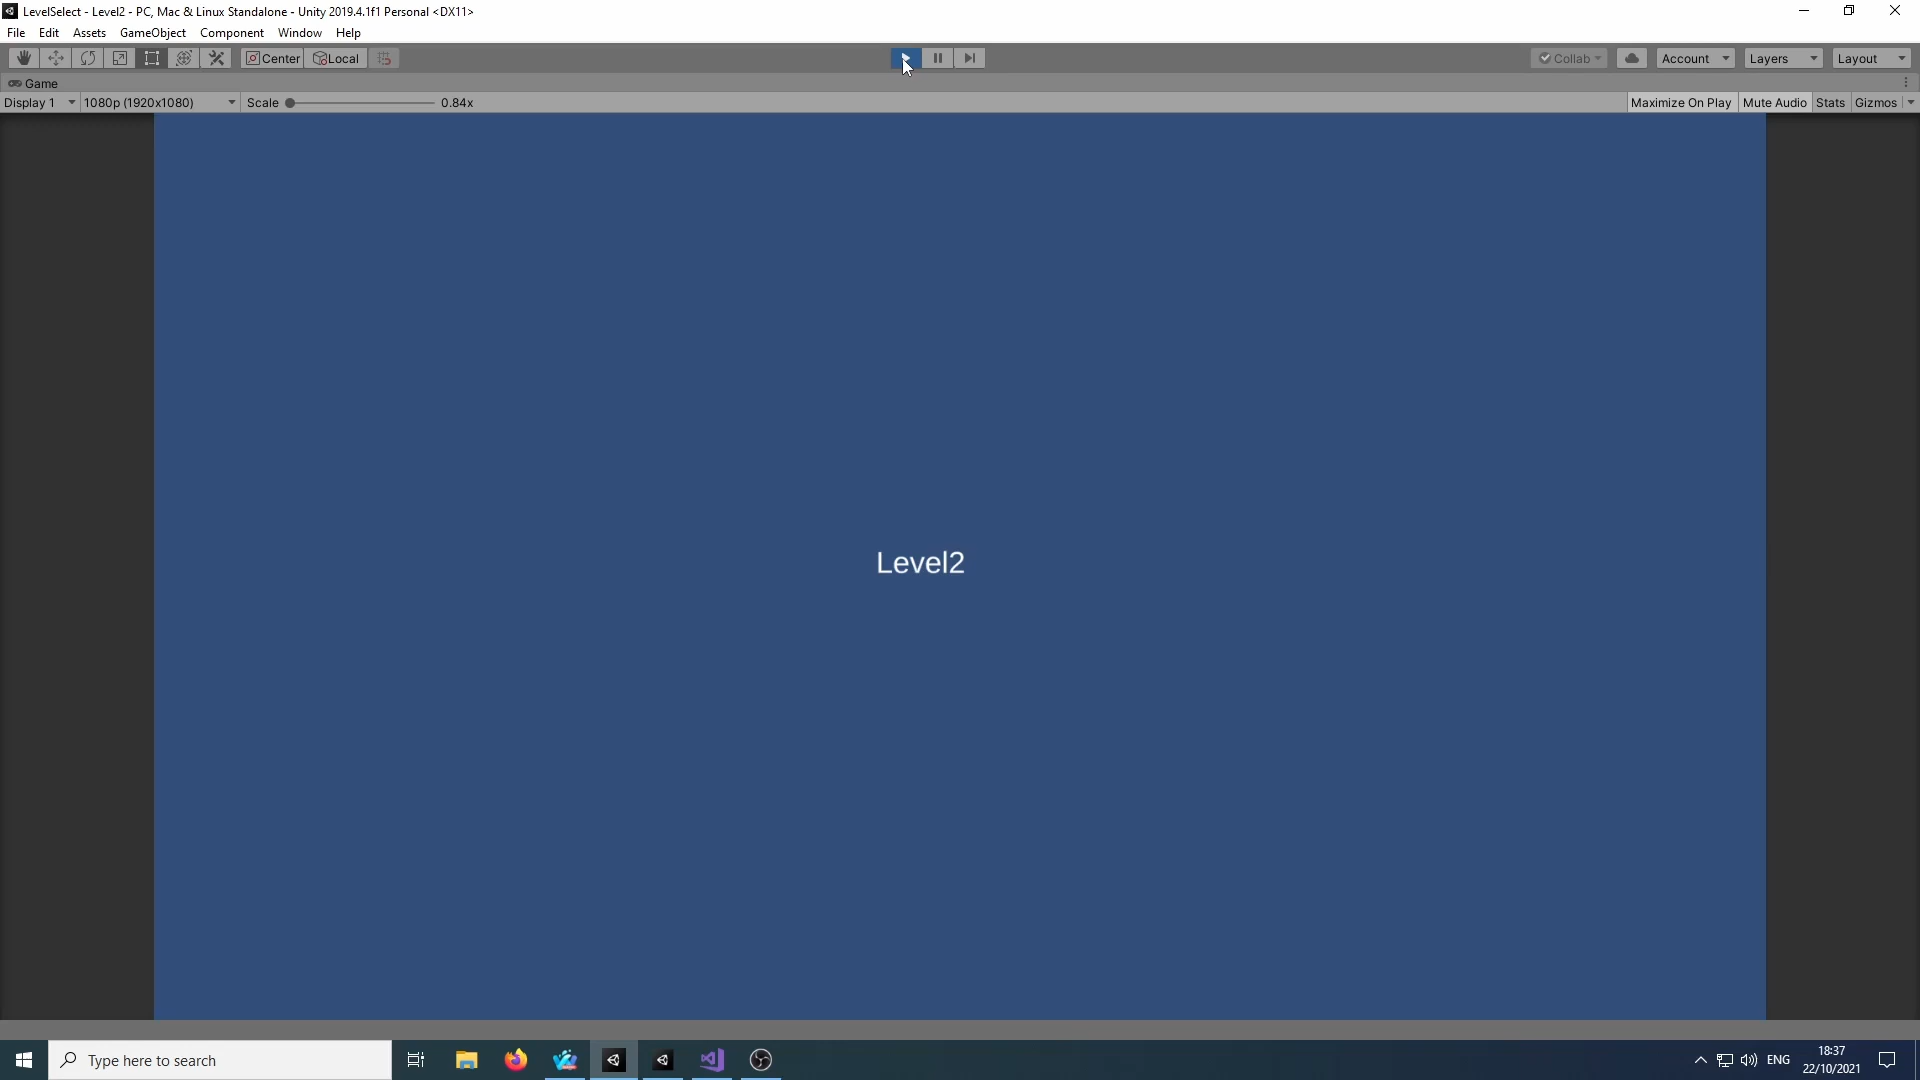 LevelSelect - Level2 - PC, Mac & Linux Standalone - Unity 2019.4.1f1 Personal <DX11>
File Edit Assets GameObject Component Window Help
Center Local Collab Account Layers Layout
Game
Display 1 1080p (1920x1080) Scale 0.84x Maximize On Play Mute Audio Stats Gizmos
Level2
Type here to search
ENG
18:37
22/10/2021